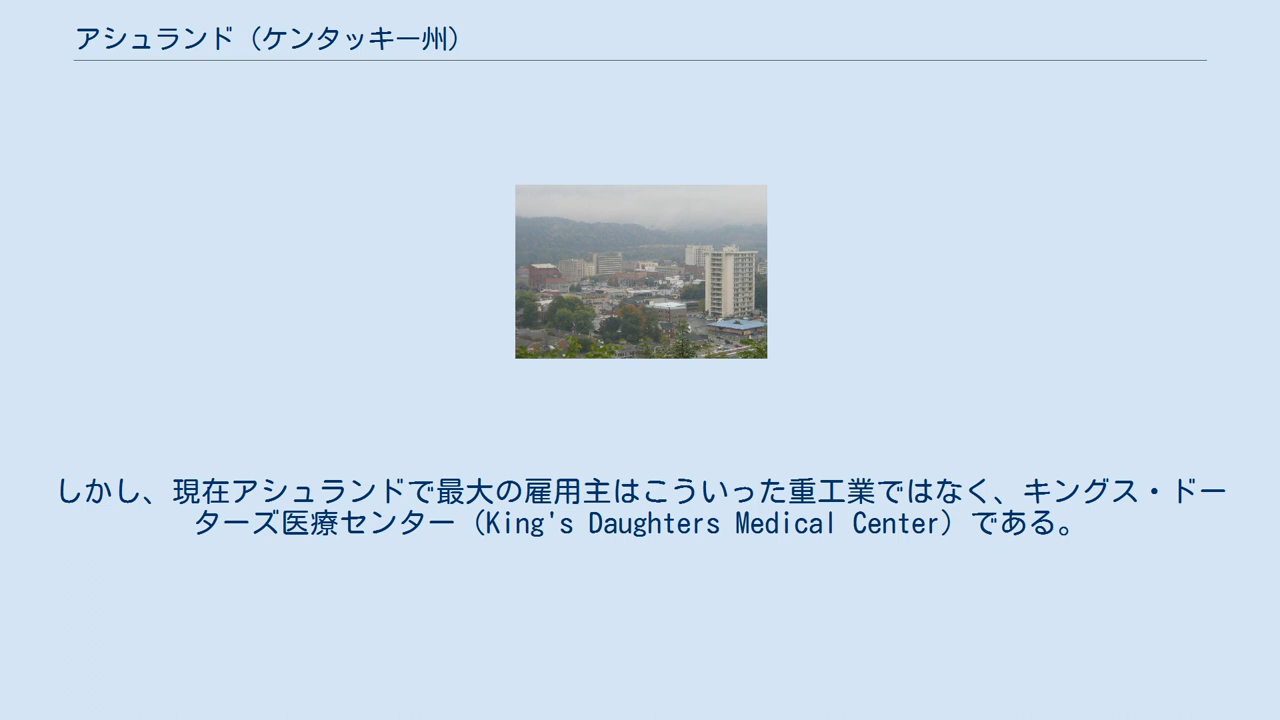 アシュランド（ケンタッキー州）
しかし、現在アシュランドで最大の雇用主はこういった重工業ではなく、キングス・ドー
ターズ医療センター（King's Daughters Medical Center）である。